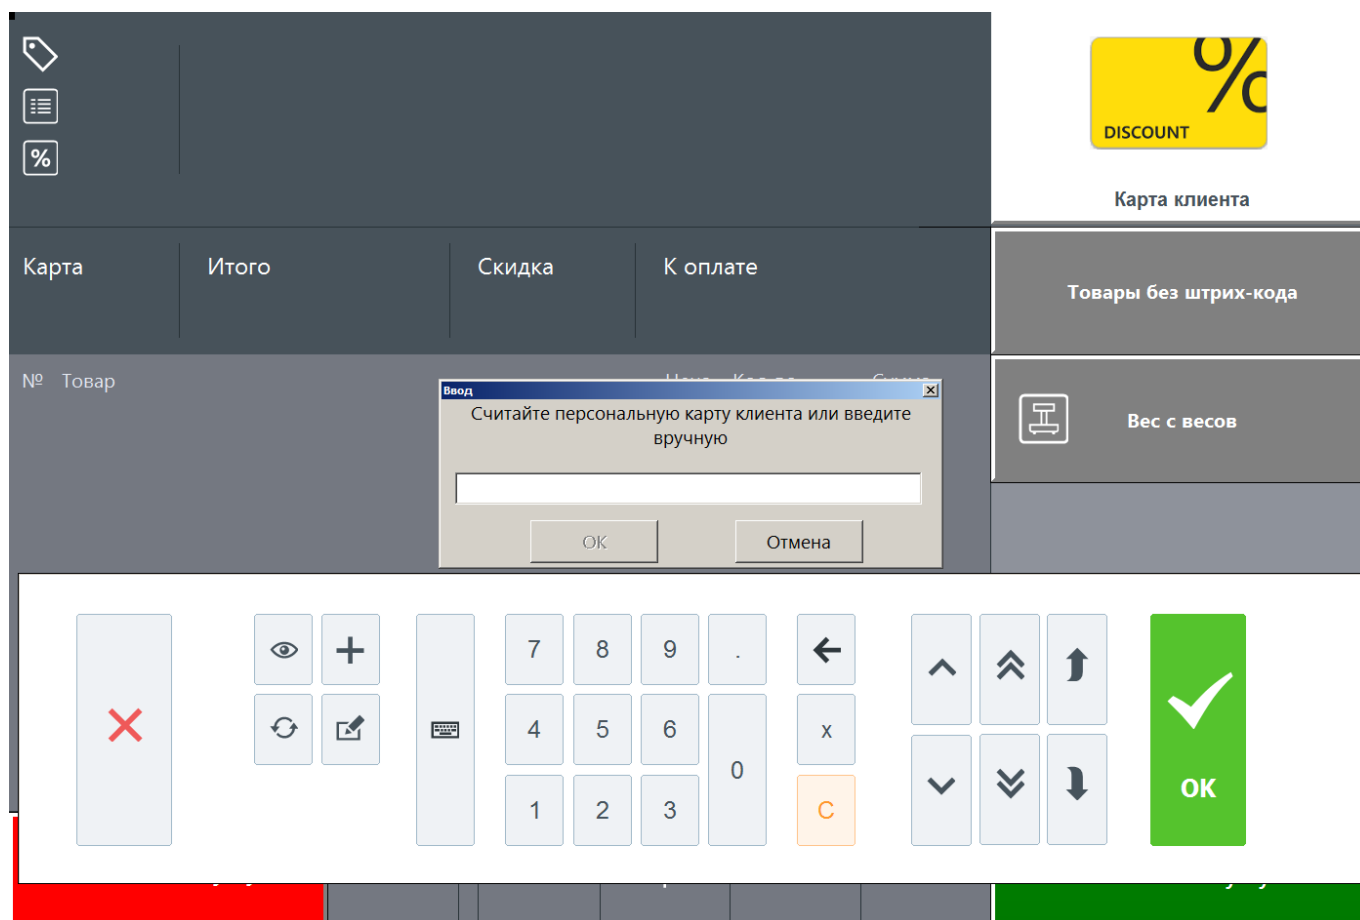 %
DISCOUNT
%
Карта клиента
Карта
Итого
Скидка
К оплате
Товары без штрих-кода
№ Товар
Ввод
Считайте персональную карту клиента или введите
вручную
Вес с весов
OK
Отмена
7 8 9 .
4 5 6 x
0
1 2 3 C
OK